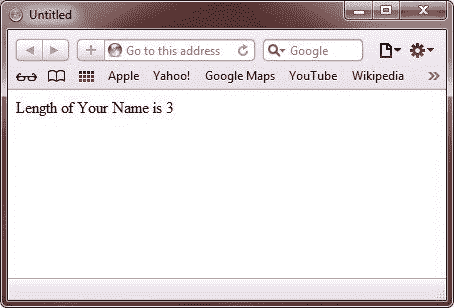 Untitled
Go to this address
Google
Apple Yahoo! Google Maps YouTube Wikipedia
Length of Your Name is 3